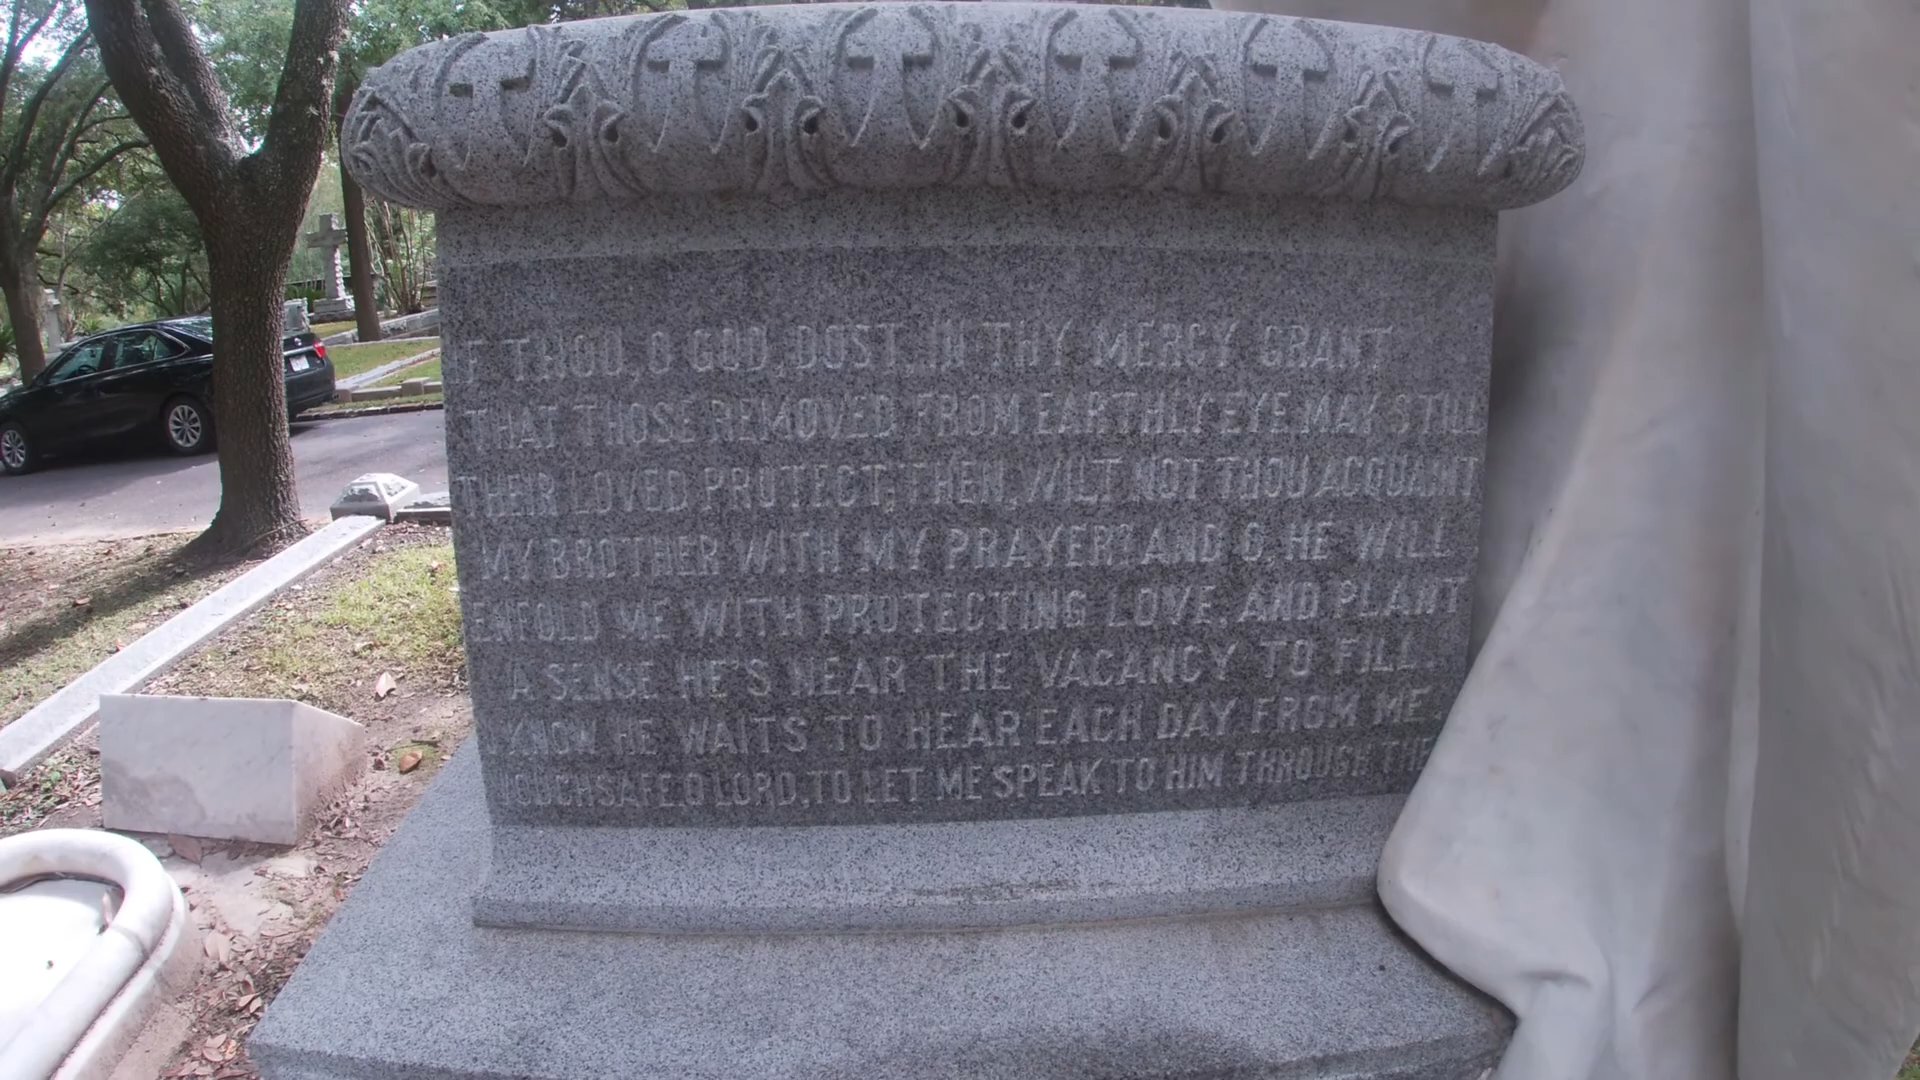 IF THOU, O GOD DOST, IN THY MERCY GRANT
THAT THOSE REMOVED FROM EARTHLY EYE MAY STILL
THEIR LOVED PROTECT, THEN, WILT NOT THOU ACQUAINT
MY BROTHER WITH MY PRAYER? AND O, HE WILL
ENFOLD ME WITH PROTECTING LOVE, AND PLANT
A SENSE HE'S NEAR THE VACANCY TO FILL.
I KNOW HE WAITS TO HEAR EACH DAY FROM ME.
VOUCHSAFE, O LORD, TO LET ME SPEAK TO HIM THROUGH THEE